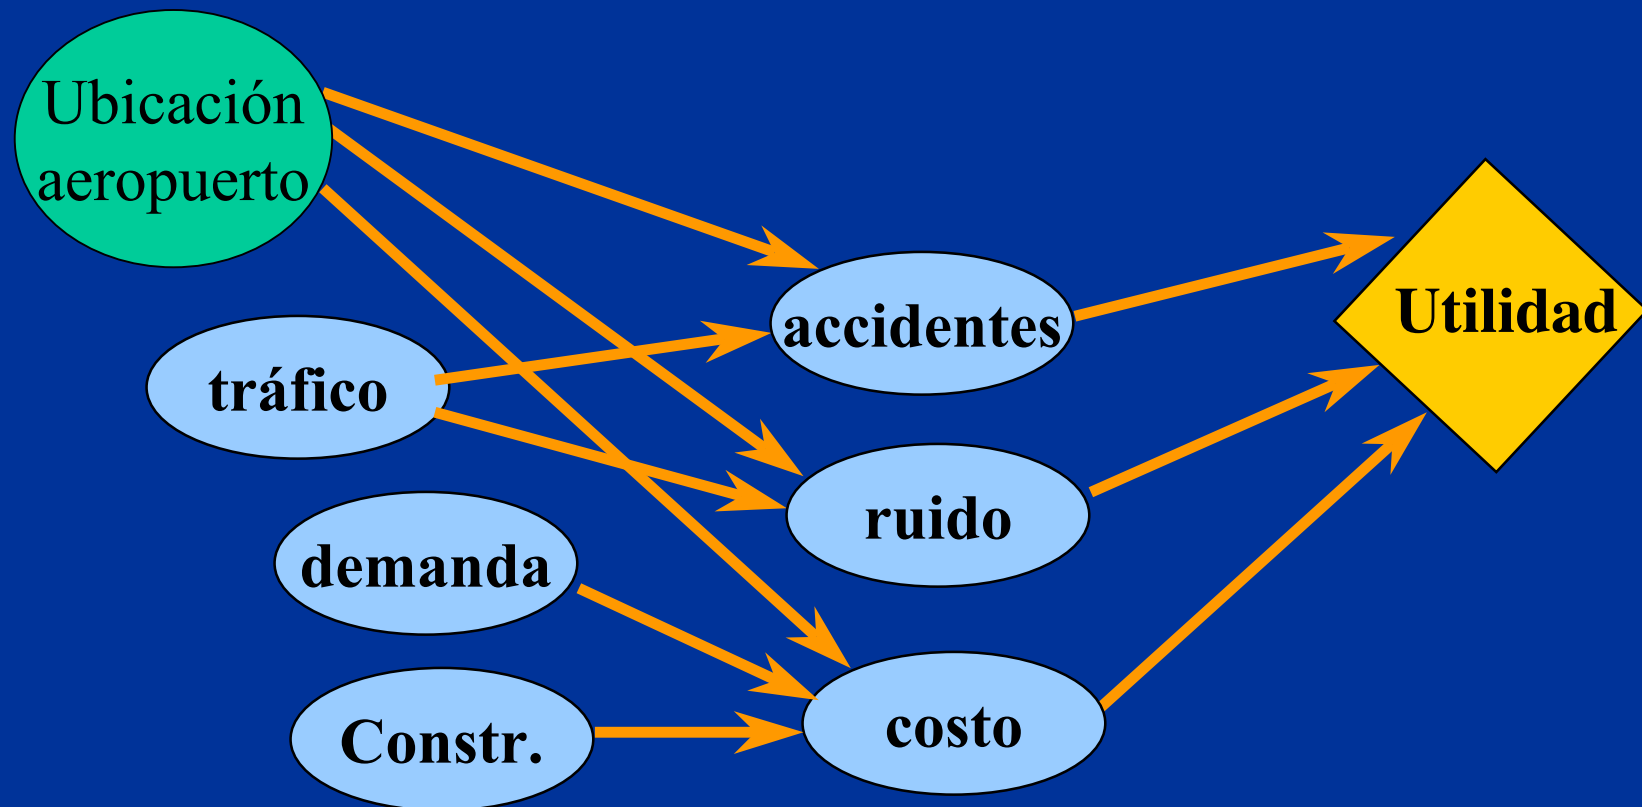 Ubicación
aeropuerto
accidentes
Utilidad
tráfico
ruido
demanda
costo
Constr.